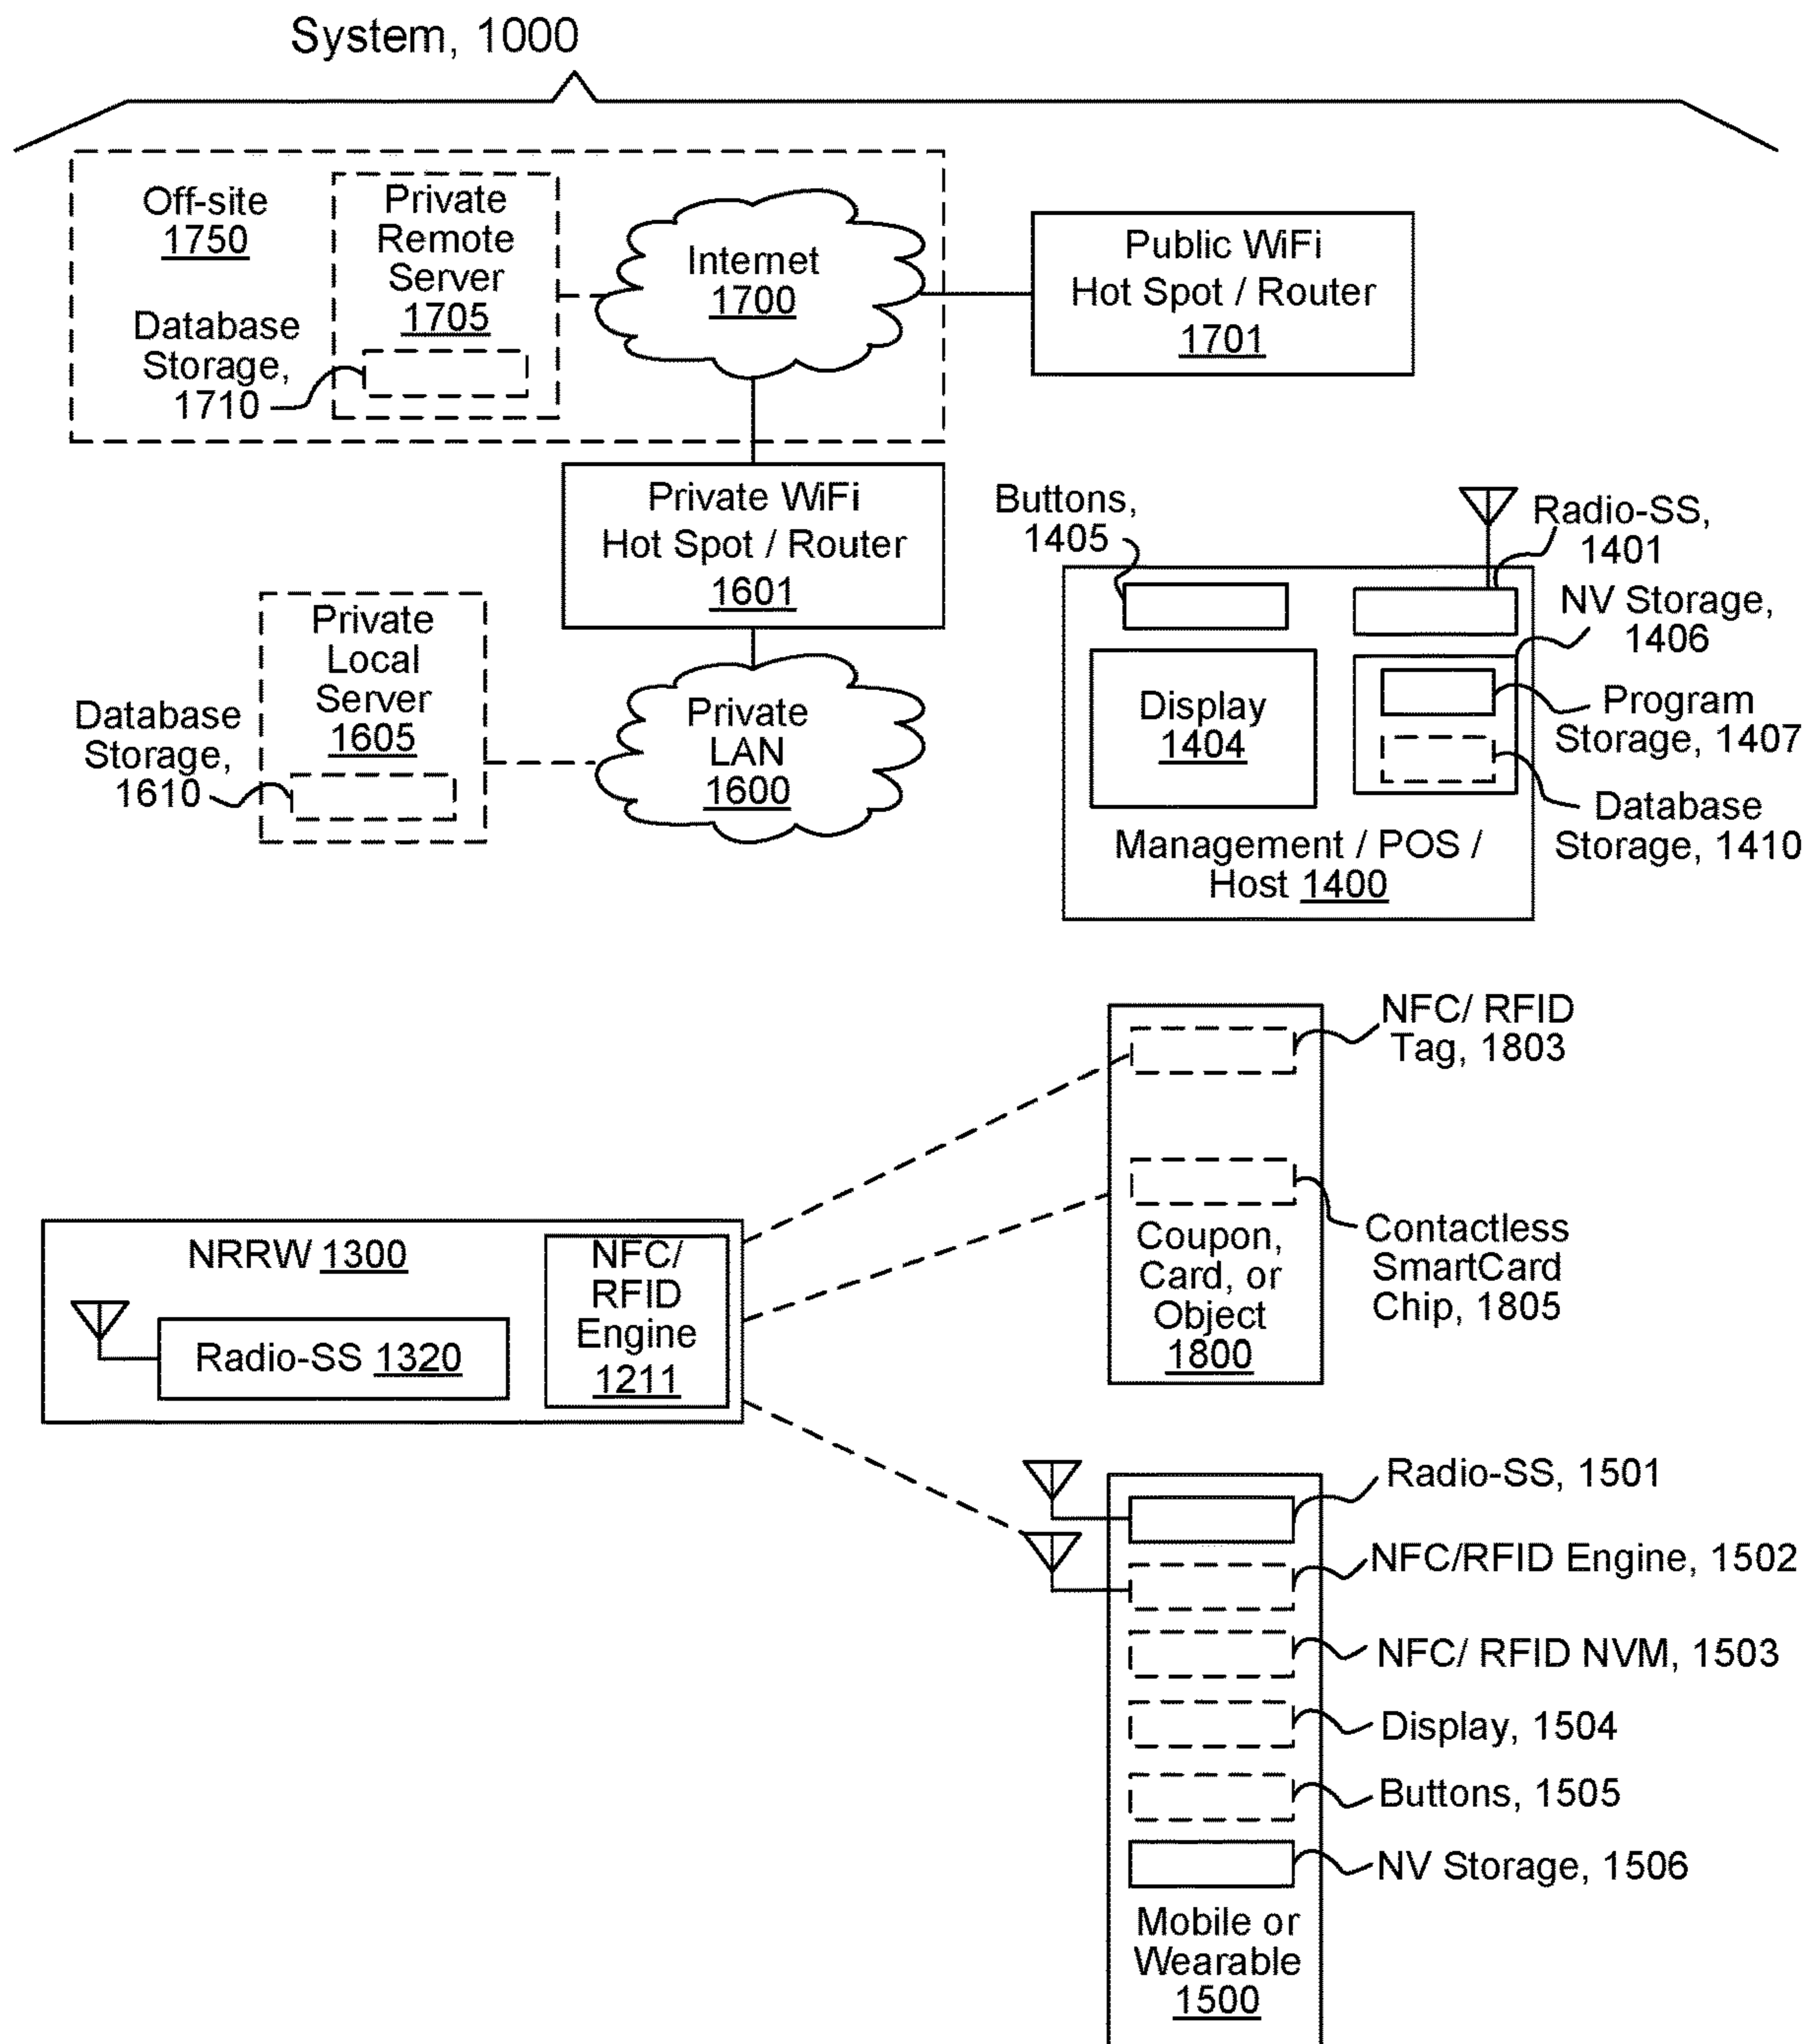 System, 1000
Off-site
1750
Private
Remote
Server
1705
Database
Storage,
1710
Internet
1700
Public WiFi
Hot Spot / Router
1701
Private WiFi
Hot Spot / Router
1601
Private
Local
Server
1605
Database
Storage,
1610
Private
LAN
1600
Buttons,
1405
Radio-SS,
1401
NV Storage,
1406
Display
1404
Program
Storage, 1407
Database
Storage, 1410
Management / POS /
Host 1400
NFC/ RFID
Tag, 1803
Contactless
SmartCard
Chip, 1805
Coupon,
Card, or
Object
1800
NRRW 1300
Radio-SS 1320
NFC/
RFID
Engine
1211
Radio-SS, 1501
NFC/RFID Engine, 1502
NFC/ RFID NVM, 1503
Display, 1504
Buttons, 1505
NV Storage, 1506
Mobile or
Wearable
1500